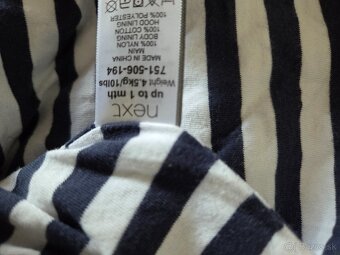 next
up to 1 mth
Weight 4.5kg/10lbs
751-506-194
MADE IN CHINA
100% NYLON
BODY LINING
100% COTTON
HOOD LINING
100% POLYESTER